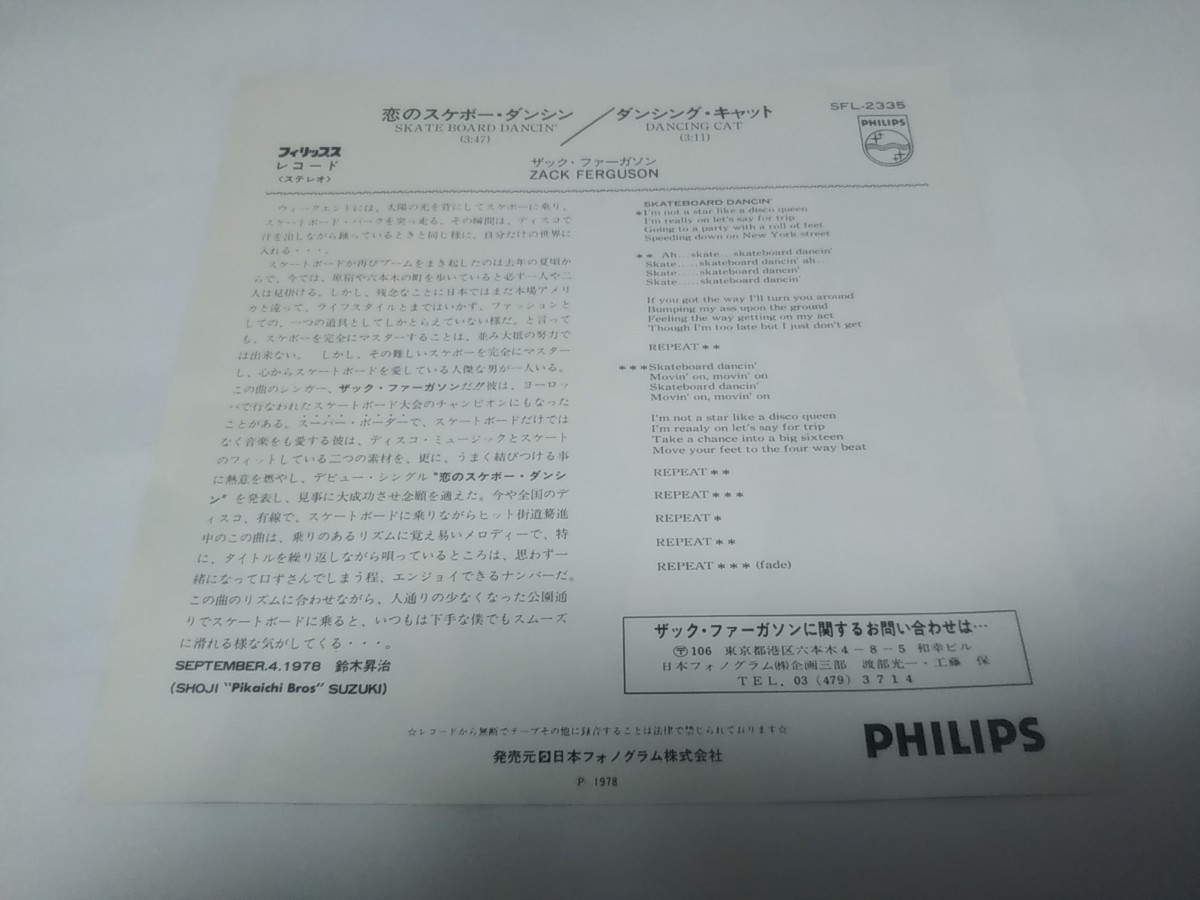 恋のスケボー・ダンシン／ダンシング・キャット
SKATE BOARD DANCIN' DANCING CAT
(3:47) (3:11)
SFL-2335
PHILIPS
フィリップス
レコード
〈ステレオ〉
ザック・ファーガソン
ZACK FERGUSON
ウィークエンドには、太陽の光を背にしてスケボーに乗り、
スケートボード・パークを突っ走る。その瞬間は、ディスコで
汗を出しながら踊っているときと同じ様に、自分だけの世界に
入れる・・・。
スケートボードが再びブームをまき起したのは去年の夏頃か
らで、今では、原宿や六本木の町を歩いていると必ず一人や二
人は見掛ける。しかし、残念なことに日本ではまだ本場アメリ
カと違って、ライフスタイルとまではいかず、ファッションと
しての、一つの道具としてしかとらえていない様だ。と言って
も、スケボーを完全にマスターすることは、並み大抵の努力で
は出来ない。しかし、その難しいスケボーを完全にマスター
し、心からスケートボードを愛している人傑な男が一人いる。
この曲のシンガー、ザック・ファーガソンだ!!彼は、ヨーロッ
パで行なわれたスケートボード大会のチャンピオンにもなった
ことがある。スーパー・ボーダーで、スケートボードだけでは
なく音楽をも愛する彼は、ディスコ・ミュージックとスケート
のフィットしている二つの素材を、更に、うまく結びつける事
に熱意を燃やし、デビュー・シングル"恋のスケボー・ダンシ
ン"を発表し、見事に大成功させ念願を適えた。今や全国のデ
ィスコ、有線で、スケートボードに乗りながらヒット街道驀進
中のこの曲は、乗りのあるリズムに覚え易いメロディーで、特
に、タイトルを繰り返しながら唄っているところは、思わず一
緒になって口ずさんでしまう程、エンジョイできるナンバーだ。
この曲のリズムに合わせながら、人通りの少なくなった公園通
りでスケートボードに乗ると、いつもは下手な僕でもスムーズ
に滑れる様な気がしてくる・・・。
SEPTEMBER.4.1978 鈴木昇治
(SHOJI "Pikaichi Bros" SUZUKI)
SKATEBOARD DANCIN'
*I'm not a star like a disco queen
I'm really on let's say for trip
Going to a party with a roll of feet
Speeding down on New York street
** Ah...skate...skateboard dancin'
Skate.....skateboard dancin' ah...
Skate.....skateboard dancin'
Skate.....skateboard dancin'
If you got the way I'll turn you around
Bumping my ass upon the ground
Feeling the way getting on my act
Though I'm too late but I just don't get
REPEAT **
***Skateboard dancin'
Movin' on, movin' on
Skateboard dancin'
Movin' on, movin' on
I'm not a star like a disco queen
I'm reaaly on let's say for trip
Take a chance into a big sixteen
Move your feet to the four way beat
REPEAT **
REPEAT ***
REPEAT *
REPEAT **
REPEAT *** (fade)
ザック・ファーガソンに関するお問い合わせは…
〒106 東京都港区六本木4-8-5 和幸ビル
日本フォノグラム㈱企画三部 渡部光一・工藤 保
TEL. 03 (479) 3714
☆レコードから無断でテープその他に録音することは法律で禁じられております☆
発売元 日本フォノグラム株式会社
Ⓟ 1978
PHILIPS